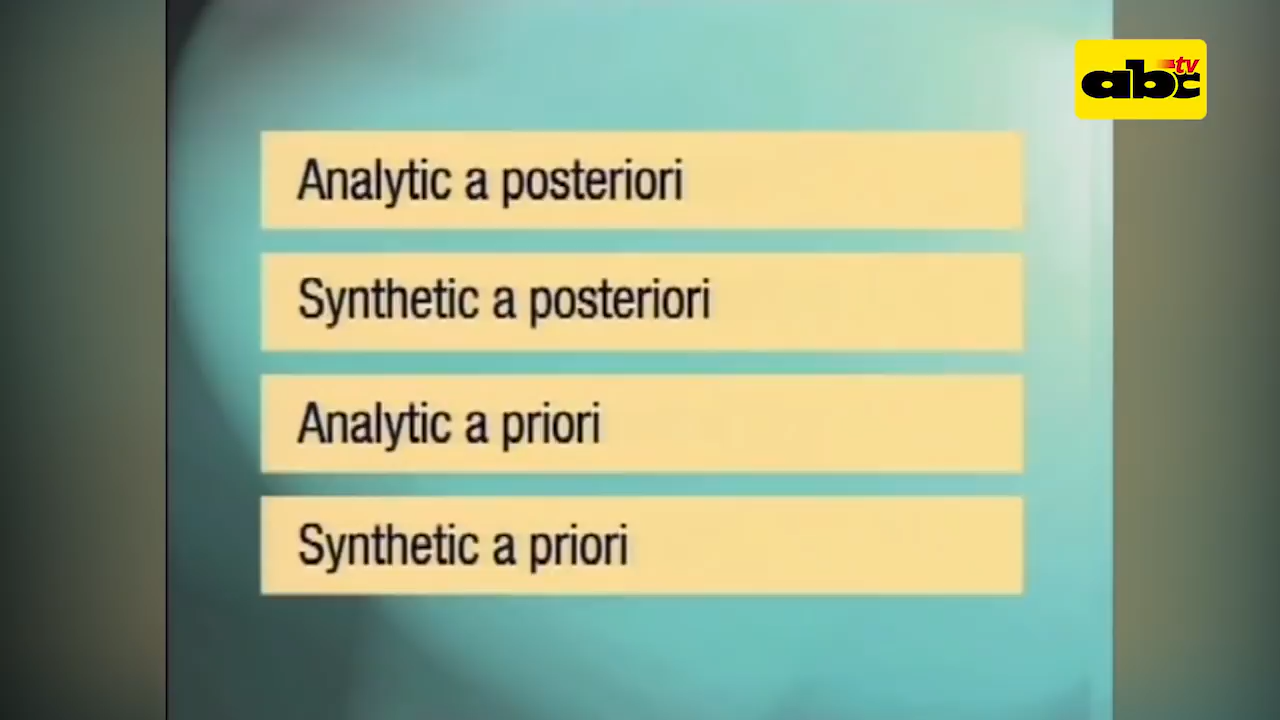 abc tv
Analytic a posteriori
Synthetic a posteriori
Analytic a priori
Synthetic a priori